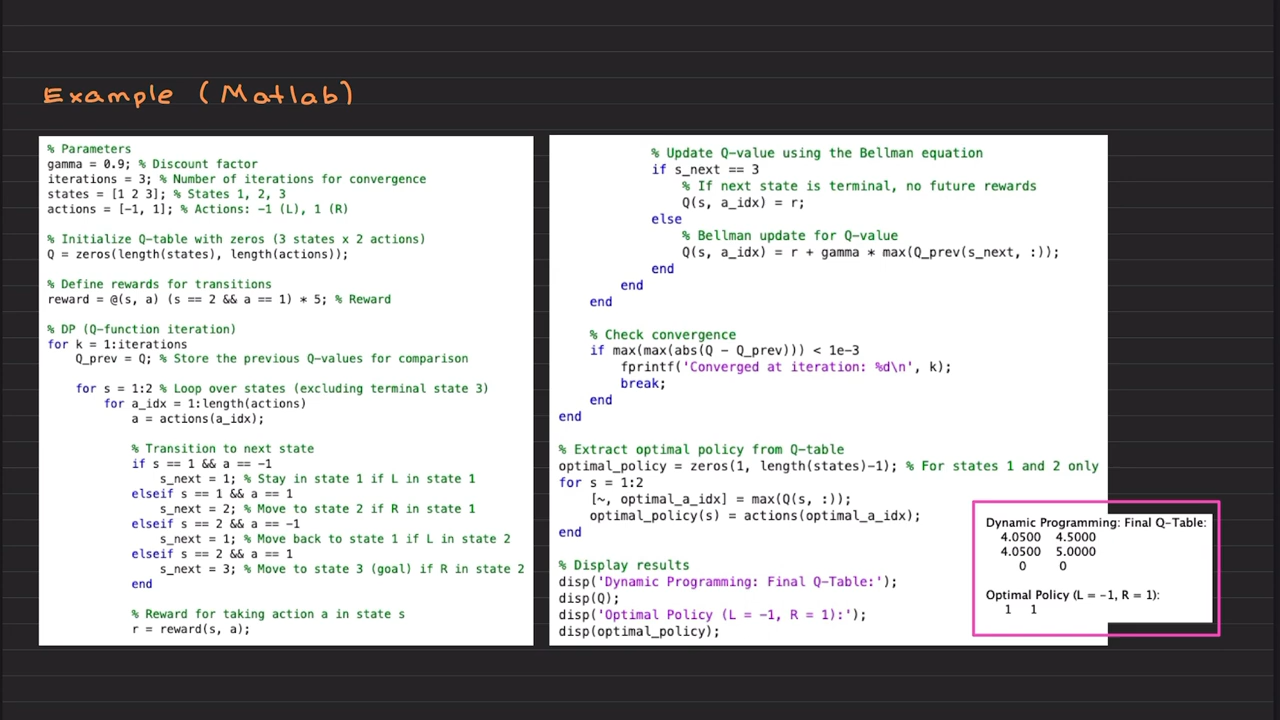 Example (Matlab)
% Parameters
gamma = 0.9; % Discount factor
iterations = 3; % Number of iterations for convergence
states = [1 2 3]; % States 1, 2, 3
actions = [-1, 1]; % Actions: -1 (L), 1 (R)
% Initialize Q-table with zeros (3 states x 2 actions)
Q = zeros(length(states), length(actions));
% Define rewards for transitions
reward = @(s, a) (s == 2 && a == 1) * 5; % Reward
% DP (Q-function iteration)
for k = 1:iterations
Q_prev = Q; % Store the previous Q-values for comparison
for s = 1:2 % Loop over states (excluding terminal state 3)
for a_idx = 1:length(actions)
a = actions(a_idx);
% Transition to next state
if s == 1 && a == -1
s_next = 1; % Stay in state 1 if L in state 1
elseif s == 1 && a == 1
s_next = 2; % Move to state 2 if R in state 1
elseif s == 2 && a == -1
s_next = 1; % Move back to state 1 if L in state 2
elseif s == 2 && a == 1
s_next = 3; % Move to state 3 (goal) if R in state 2
end
% Reward for taking action a in state s
r = reward(s, a);
% Update Q-value using the Bellman equation
if s_next == 3
% If next state is terminal, no future rewards
Q(s, a_idx) = r;
else
% Bellman update for Q-value
Q(s, a_idx) = r + gamma * max(Q_prev(s_next, :));
end
end
end
% Check convergence
if max(max(abs(Q - Q_prev))) < 1e-3
fprintf('Converged at iteration: %d\n', k);
break;
end
end
% Extract optimal policy from Q-table
optimal_policy = zeros(1, length(states)-1); % For states 1 and 2 only
for s = 1:2
[~, optimal_a_idx] = max(Q(s, :));
optimal_policy(s) = actions(optimal_a_idx);
end
% Display results
disp('Dynamic Programming: Final Q-Table:');
disp(Q);
disp('Optimal Policy (L = -1, R = 1):');
disp(optimal_policy);
Dynamic Programming: Final Q-Table:
4.0500 4.5000
4.0500 5.0000
0 0
Optimal Policy (L = -1, R = 1):
1 1